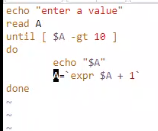 echo "enter a value"
read A
until [ $A -gt 10 ]
do
echo "$A"
A=`expr $A + 1`
done
~
~
~